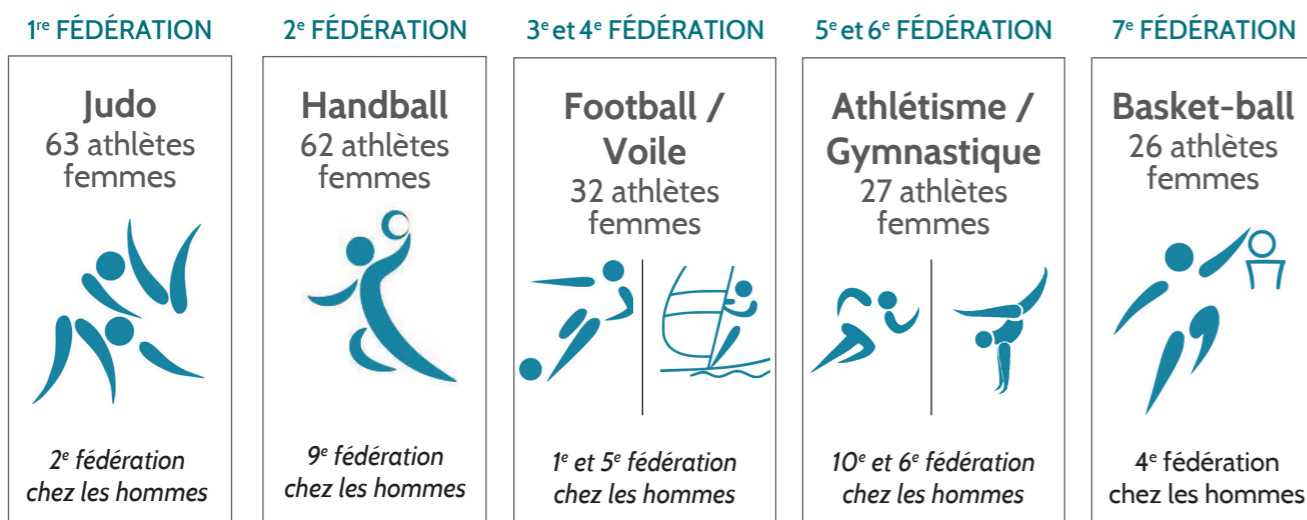 1re FÉDÉRATION
Judo
63 athlètes
femmes
2e fédération
chez les hommes
2e FÉDÉRATION
Handball
62 athlètes
femmes
9e fédération
chez les hommes
3e et 4e FÉDÉRATION
Football /
Voile
32 athlètes
femmes
1e et 5e fédération
chez les hommes
5e et 6e FÉDÉRATION
Athlétisme /
Gymnastique
27 athlètes
femmes
10e et 6e fédération
chez les hommes
7e FÉDÉRATION
Basket-ball
26 athlètes
femmes
4e fédération
chez les hommes